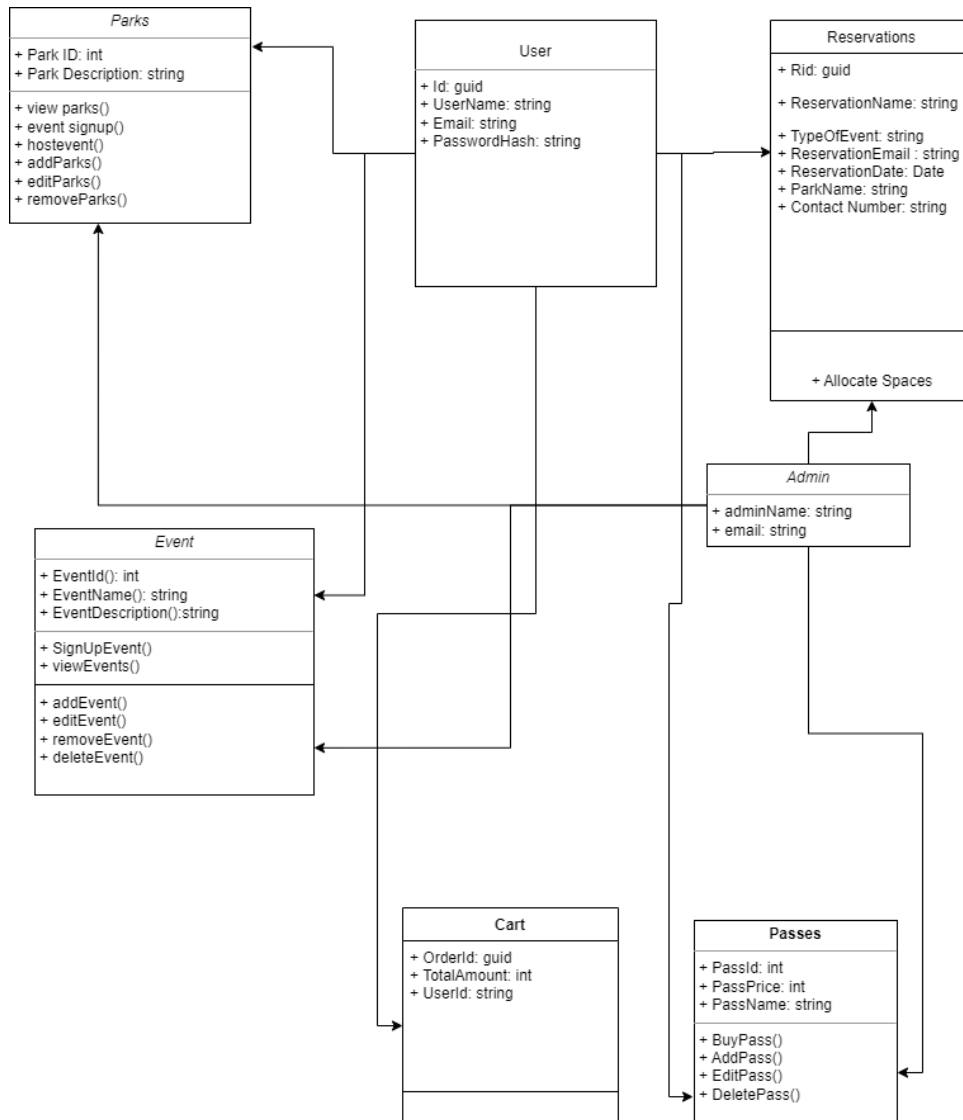 Parks
+ Park ID: int
+ Park Description: string
+ view parks()
+ event signup()
+ hostevent()
+ addParks()
+ editParks()
+ removeParks()
User
+ Id: guid
+ UserName: string
+ Email: string
+ PasswordHash: string
Reservations
+ Rid: guid
+ ReservationName: string
+ TypeOfEvent: string
+ ReservationEmail : string
+ ReservationDate: Date
+ ParkName: string
+ Contact Number: string
+ Allocate Spaces
Admin
+ adminName: string
+ email: string
Event
+ EventId(): int
+ EventName(): string
+ EventDescription():string
+ SignUpEvent()
+ viewEvents()
+ addEvent()
+ editEvent()
+ removeEvent()
+ deleteEvent()
Cart
+ OrderId: guid
+ TotalAmount: int
+ UserId: string
Passes
+ PassId: int
+ PassPrice: int
+ PassName: string
+ BuyPass()
+ AddPass()
+ EditPass()
+ DeletePass()